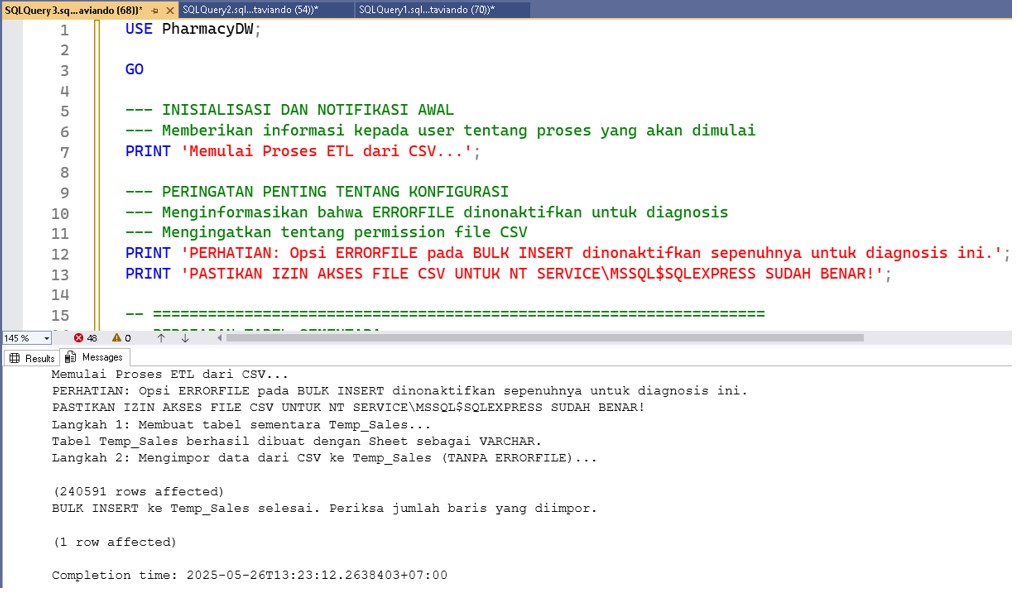 SQLQuery3.sq...aviando (68))*
SQLQuery2.sql...taviando (54))*
SQLQuery1.sql...taviando (70))*
1 USE PharmacyDW;
2
3 GO
4
5 --- INISIALISASI DAN NOTIFIKASI AWAL
6 --- Memberikan informasi kepada user tentang proses yang akan dimulai
7 PRINT 'Memulai Proses ETL dari CSV...';
8
9 --- PERINGATAN PENTING TENTANG KONFIGURASI
10 --- Menginformasikan bahwa ERRORFILE dinonaktifkan untuk diagnosis
11 --- Mengingatkan tentang permission file CSV
12 PRINT 'PERHATIAN: Opsi ERRORFILE pada BULK INSERT dinonaktifkan sepenuhnya untuk diagnosis ini.';
13 PRINT 'PASTIKAN IZIN AKSES FILE CSV UNTUK NT SERVICE\MSSQL$SQLEXPRESS SUDAH BENAR!';
14
15 -- ===================================================================
145 % 48 0
Results Messages
Memulai Proses ETL dari CSV...
PERHATIAN: Opsi ERRORFILE pada BULK INSERT dinonaktifkan sepenuhnya untuk diagnosis ini.
PASTIKAN IZIN AKSES FILE CSV UNTUK NT SERVICE\MSSQL$SQLEXPRESS SUDAH BENAR!
Langkah 1: Membuat tabel sementara Temp_Sales...
Tabel Temp_Sales berhasil dibuat dengan Sheet sebagai VARCHAR.
Langkah 2: Mengimpor data dari CSV ke Temp_Sales (TANPA ERRORFILE)...
(240591 rows affected)
BULK INSERT ke Temp_Sales selesai. Periksa jumlah baris yang diimpor.
(1 row affected)
Completion time: 2025-05-26T13:23:12.2638403+07:00